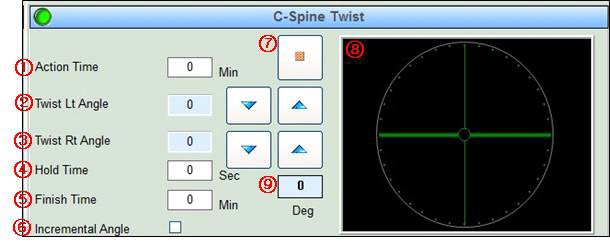 C-Spine Twist
① Action Time 0 Min ⑦ ⑧
② Twist Lt Angle 0
③ Twist Rt Angle 0
④ Hold Time 0 Sec
⑤ Finish Time 0 Min ⑨ 0 Deg
⑥ Incremental Angle